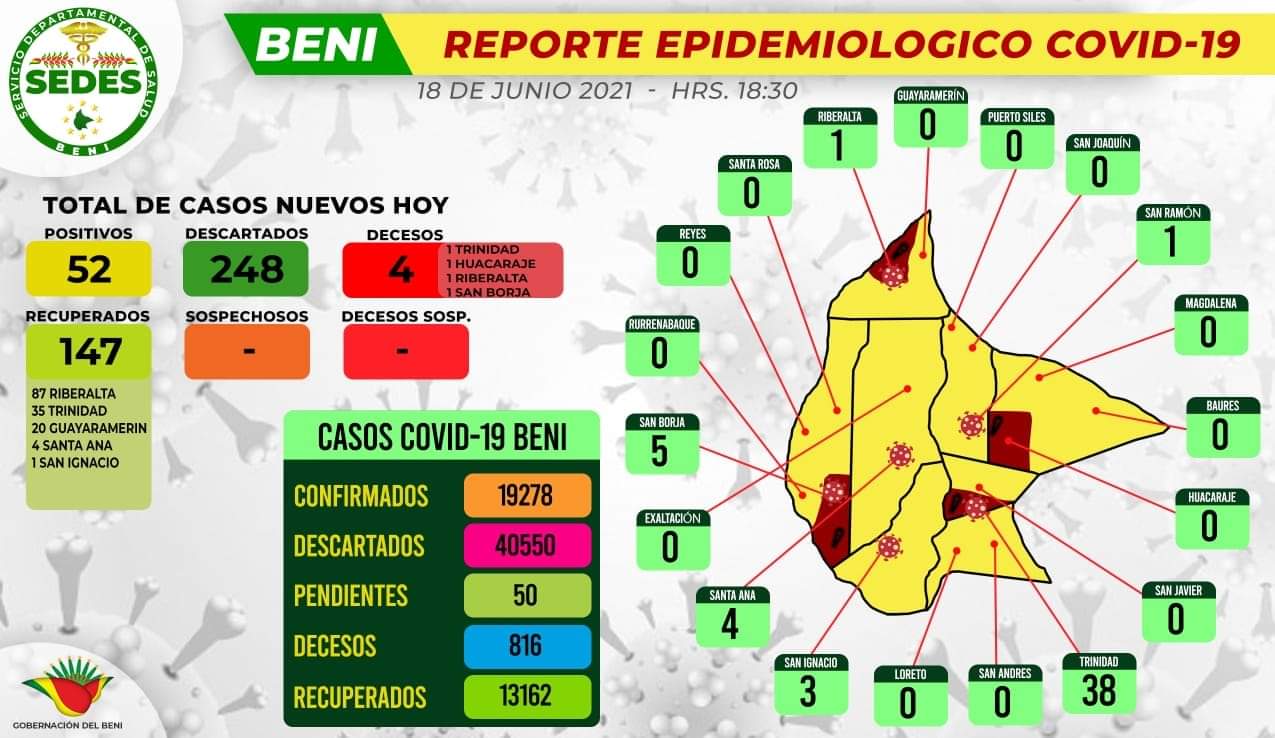 SERVICIO DEPARTAMENTAL DE SALUD
SEDES
BENI
BENI
REPORTE EPIDEMIOLOGICO COVID-19
18 DE JUNIO 2021 - HRS. 18:30
TOTAL DE CASOS NUEVOS HOY
POSITIVOS
52
DESCARTADOS
248
DECESOS
4
1 TRINIDAD
1 HUACARAJE
1 RIBERALTA
1 SAN BORJA
RECUPERADOS
147
87 RIBERALTA
35 TRINIDAD
20 GUAYARAMERIN
4 SANTA ANA
1 SAN IGNACIO
SOSPECHOSOS
-
DECESOS SOSP.
-
CASOS COVID-19 BENI
CONFIRMADOS 19278
DESCARTADOS 40550
PENDIENTES 50
DECESOS 816
RECUPERADOS 13162
GUAYARAMERÍN
0
RIBERALTA
1
PUERTO SILES
0
SAN JOAQUÍN
0
SANTA ROSA
0
SAN RAMÓN
1
REYES
0
MAGDALENA
0
RURRENABAQUE
0
BAURES
0
SAN BORJA
5
HUACARAJE
0
EXALTACIÓN
0
SAN JAVIER
0
SANTA ANA
4
SAN IGNACIO
3
LORETO
0
SAN ANDRES
0
TRINIDAD
38
GOBERNACIÓN DEL BENI